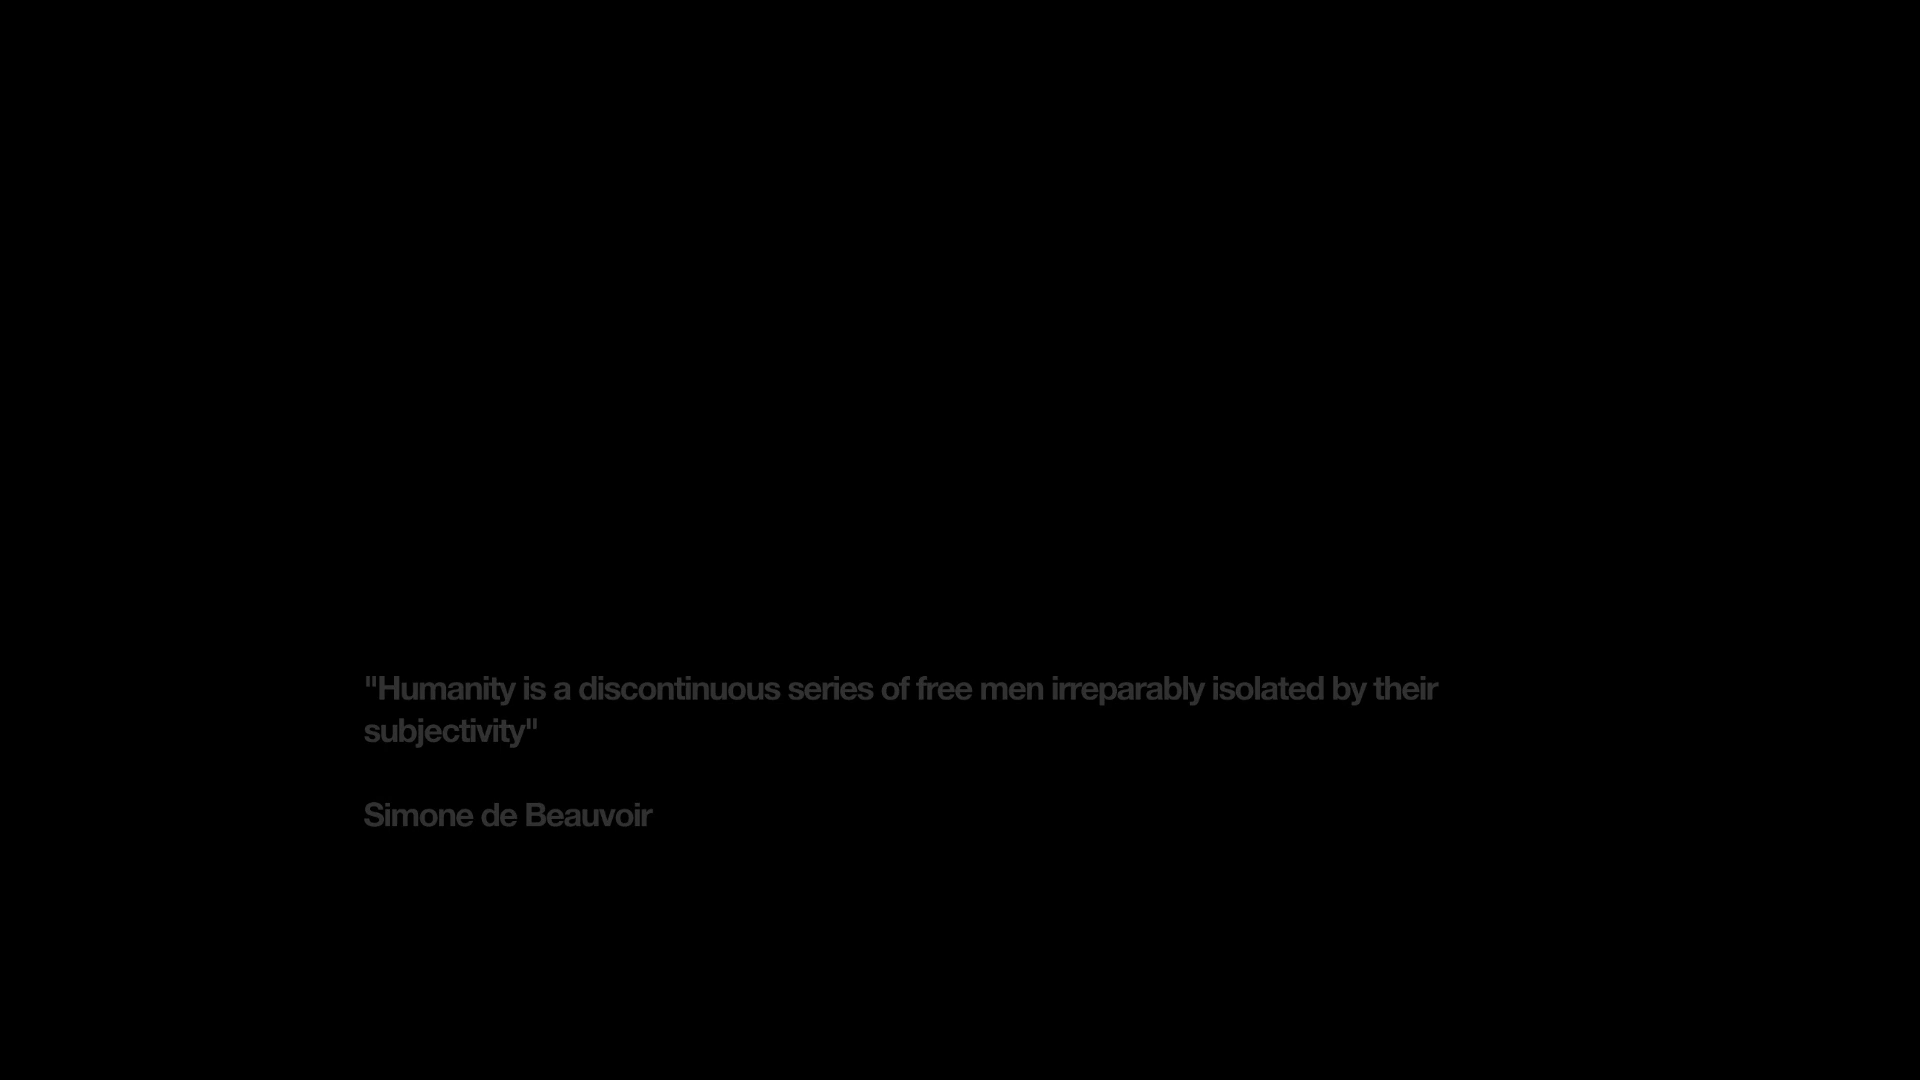 "Humanity is a discontinuous series of free men irreparably isolated by their
subjectivity"
Simone de Beauvoir